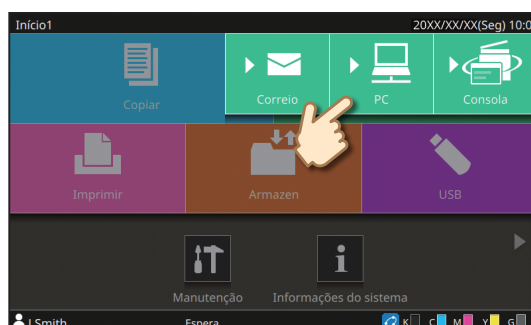 Início1 20XX/XX/XX(Seg) 10:0
Copiar Correio PC Consola
Imprimir Armazen USB
Manutenção Informações do sistema
J.Smith Espera K C M Y G